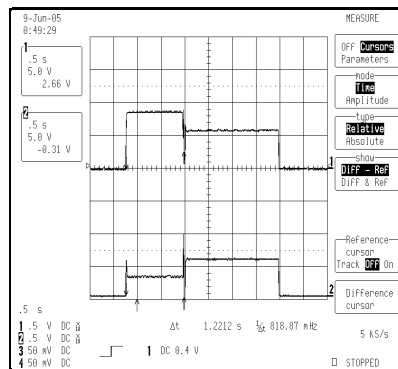 9-Jun-05
0:49:29
1
.5 s
5.0 V
2.66 V
2
.5 s
5.0 V
-0.31 V
MEASURE
Off Cursors
Parameters
mode
Time
Amplitude
type
Relative
Absolute
show
Diff - Ref
Diff & Ref
Reference
cursor
Track Off On
Difference
cursor
1
2
.5 s
1 .5 V DC
2 .5 V DC
3 50 mV DC
4 50 mV DC
Δt 1.2212 s 1/Δt 818.87 mHz
1 DC 0.4 V
5 kS/s
STOPPED